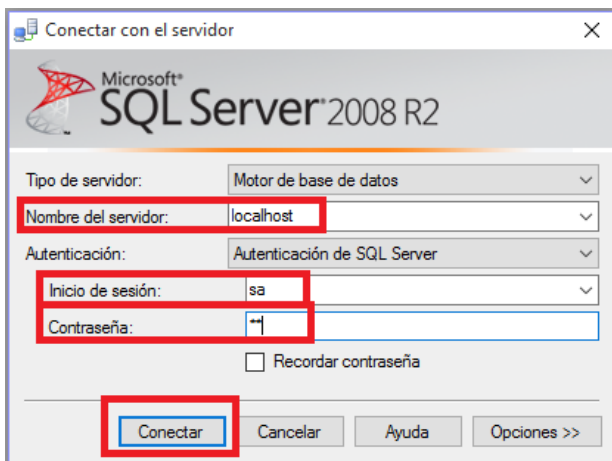 Conectar con el servidor
Microsoft®
SQL Server® 2008 R2
Tipo de servidor: Motor de base de datos
Nombre del servidor: localhost
Autenticación: Autenticación de SQL Server
Inicio de sesión: sa
Contraseña: **
Recordar contraseña
Conectar Cancelar Ayuda Opciones >>